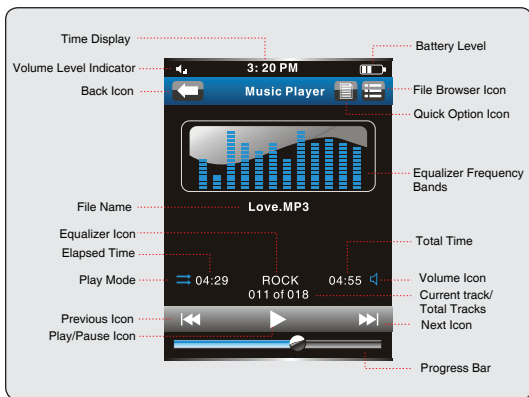 Time Display
Battery Level
Volume Level Indicator
3: 20 PM
Back Icon
Music Player
File Browser Icon
Quick Option Icon
Equalizer Frequency
Bands
File Name
Love.MP3
Equalizer Icon
Total Time
Elapsed Time
Play Mode
04:29
ROCK
04:55
Volume Icon
011 of 018
Current track/
Total Tracks
Previous Icon
Next Icon
Play/Pause Icon
Progress Bar